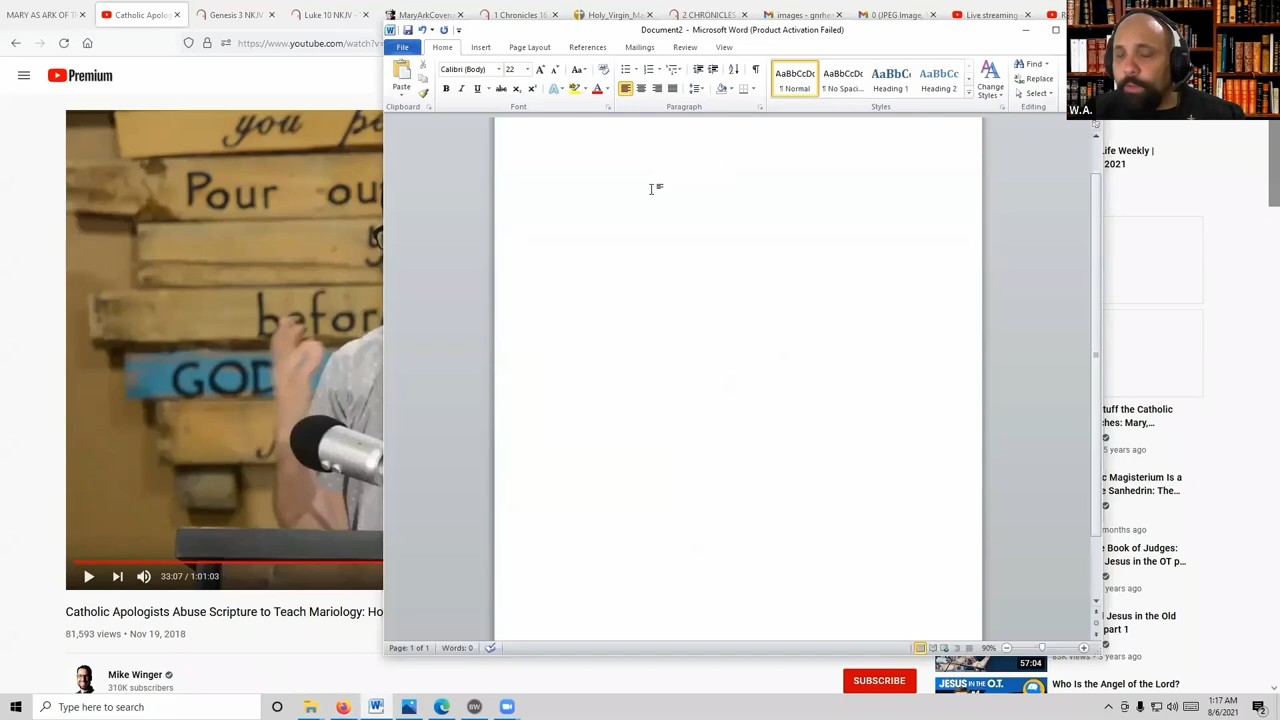 MARY AS ARK OF T
Catholic Apolog
Genesis 3 NKJ
Luke 10 NKJV
MaryArkCovena
1 Chronicles 16
Holy_Virgin_Ma
2 CHRONICLES
images - gnrhi
0 (JPEG Image,
Live streaming
https://www.youtube.com/watch
Premium
Document2 - Microsoft Word (Product Activation Failed)
File
Home
Insert
Page Layout
References
Mailings
Review
View
Paste
Calibri (Body)
22
AaBbCcDc
¶ Normal
AaBbCcDc
¶ No Spaci...
AaBbC
Heading 1
AaBbCc
Heading 2
Change
Styles
Find
Replace
Select
Clipboard
Font
Paragraph
Styles
Editing
W.A.
Pour ou
before
GOD
33:07 / 1:01:03
Page: 1 of 1
Words: 0
90%
Catholic Apologists Abuse Scripture to Teach Mariology: Ho
81,593 views • Nov 19, 2018
Mike Winger
310K subscribers
SUBSCRIBE
ife Weekly |
2021
tuff the Catholic
ches: Mary,...
5 years ago
c Magisterium Is a
e Sanhedrin: The...
months ago
e Book of Judges:
Jesus in the OT p...
years ago
Jesus in the Old
part 1
5 years ago
57:04
JESUS IN THE O.T.
Who Is the Angel of the Lord?
Type here to search
1:17 AM
8/6/2021